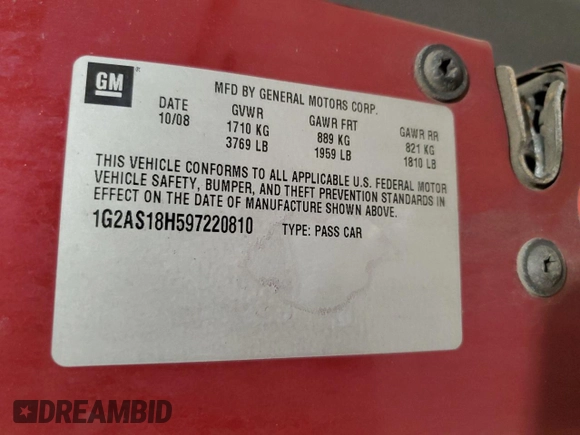 GM
MFD BY GENERAL MOTORS CORP.
DATE GVWR GAWR FRT GAWR RR
10/08 1710 KG 889 KG 821 KG
3769 LB 1959 LB 1810 LB
THIS VEHICLE CONFORMS TO ALL APPLICABLE U.S. FEDERAL MOTOR
VEHICLE SAFETY, BUMPER, AND THEFT PREVENTION STANDARDS IN
EFFECT ON THE DATE OF MANUFACTURE SHOWN ABOVE.
1G2AS18H597220810 TYPE: PASS CAR
DREAMBID